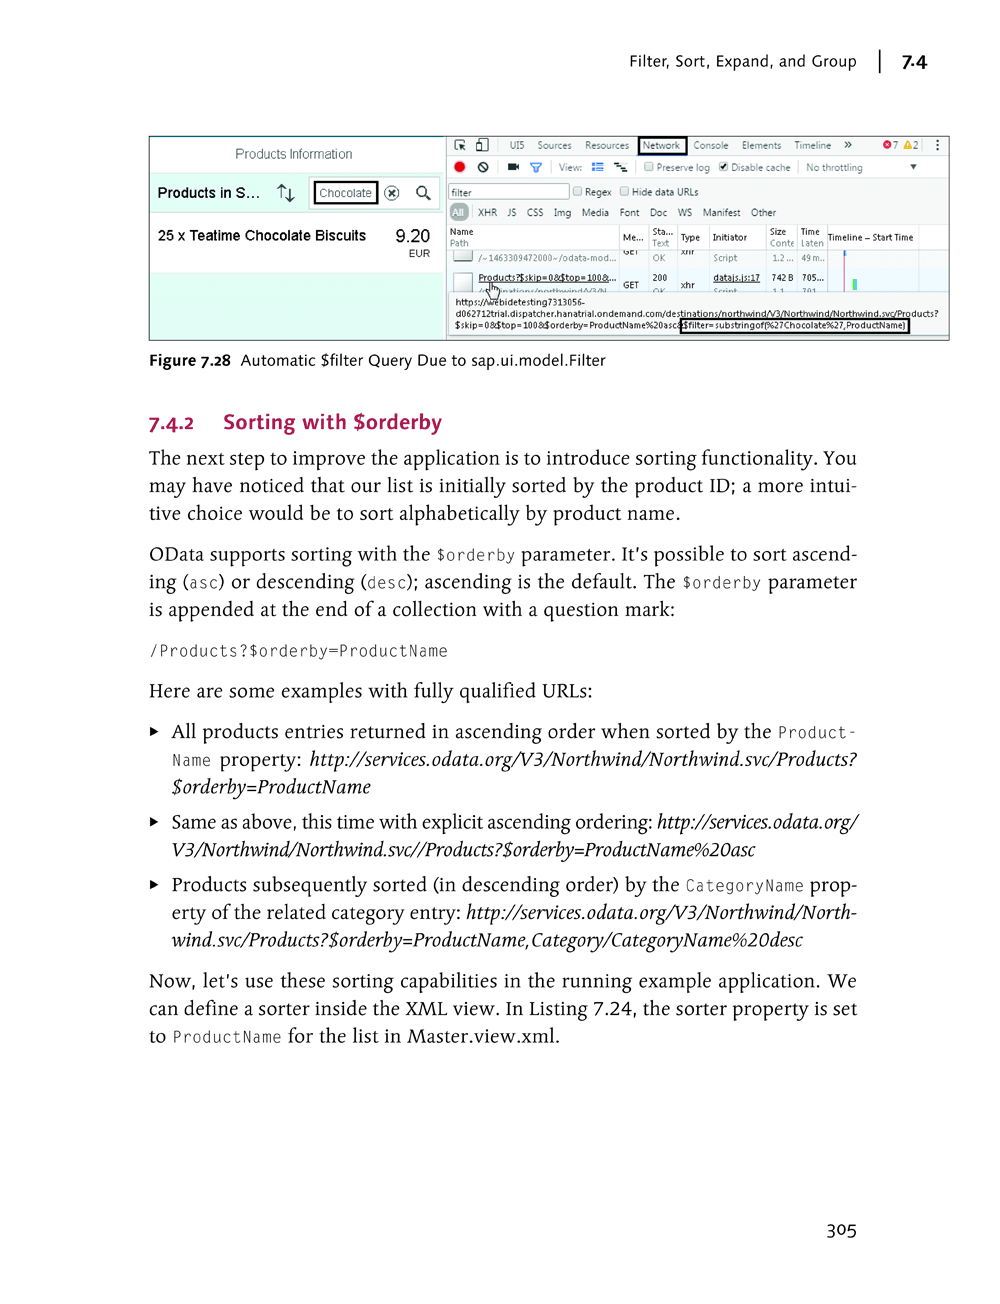 Filter, Sort, Expand, and Group 7.4
Products Information
Products in S... Chocolate
25 x Teatime Chocolate Biscuits 9.20
EUR
UI5 Sources Resources Network Console Elements Timeline » 7 2
View: Preserve log Disable cache No throttling
filter Regex Hide data URLs
All XHR JS CSS Img Media Font Doc WS Manifest Other
Name Me... Sta... Type Initiator Size Time Timeline – Start Time
Path Text Conte Laten
/~1463309472000~/odata-mod... GET OK xhr Script 1.2... 49 m...
Products?$skip=0&$top=100&... GET 200 xhr datajs.js:17 742 B 705...
https://webidetesting7313056-
d062712trial.dispatcher.hanatrial.ondemand.com/destinations/northwind/V3/Northwind/Northwind.svc/Products?
$skip=0&$top=100&$orderby=ProductName%20asc&$filter=substringof(%27Chocolate%27,ProductName)
Figure 7.28 Automatic $filter Query Due to sap.ui.model.Filter
7.4.2 Sorting with $orderby
The next step to improve the application is to introduce sorting functionality. You
may have noticed that our list is initially sorted by the product ID; a more intui-
tive choice would be to sort alphabetically by product name.
OData supports sorting with the $orderby parameter. It's possible to sort ascend-
ing (asc) or descending (desc); ascending is the default. The $orderby parameter
is appended at the end of a collection with a question mark:
/Products?$orderby=ProductName
Here are some examples with fully qualified URLs:
▸ All products entries returned in ascending order when sorted by the Product-
Name property: http://services.odata.org/V3/Northwind/Northwind.svc/Products?
$orderby=ProductName
▸ Same as above, this time with explicit ascending ordering: http://services.odata.org/
V3/Northwind/Northwind.svc//Products?$orderby=ProductName%20asc
▸ Products subsequently sorted (in descending order) by the CategoryName prop-
erty of the related category entry: http://services.odata.org/V3/Northwind/North-
wind.svc/Products?$orderby=ProductName,Category/CategoryName%20desc
Now, let's use these sorting capabilities in the running example application. We
can define a sorter inside the XML view. In Listing 7.24, the sorter property is set
to ProductName for the list in Master.view.xml.
305